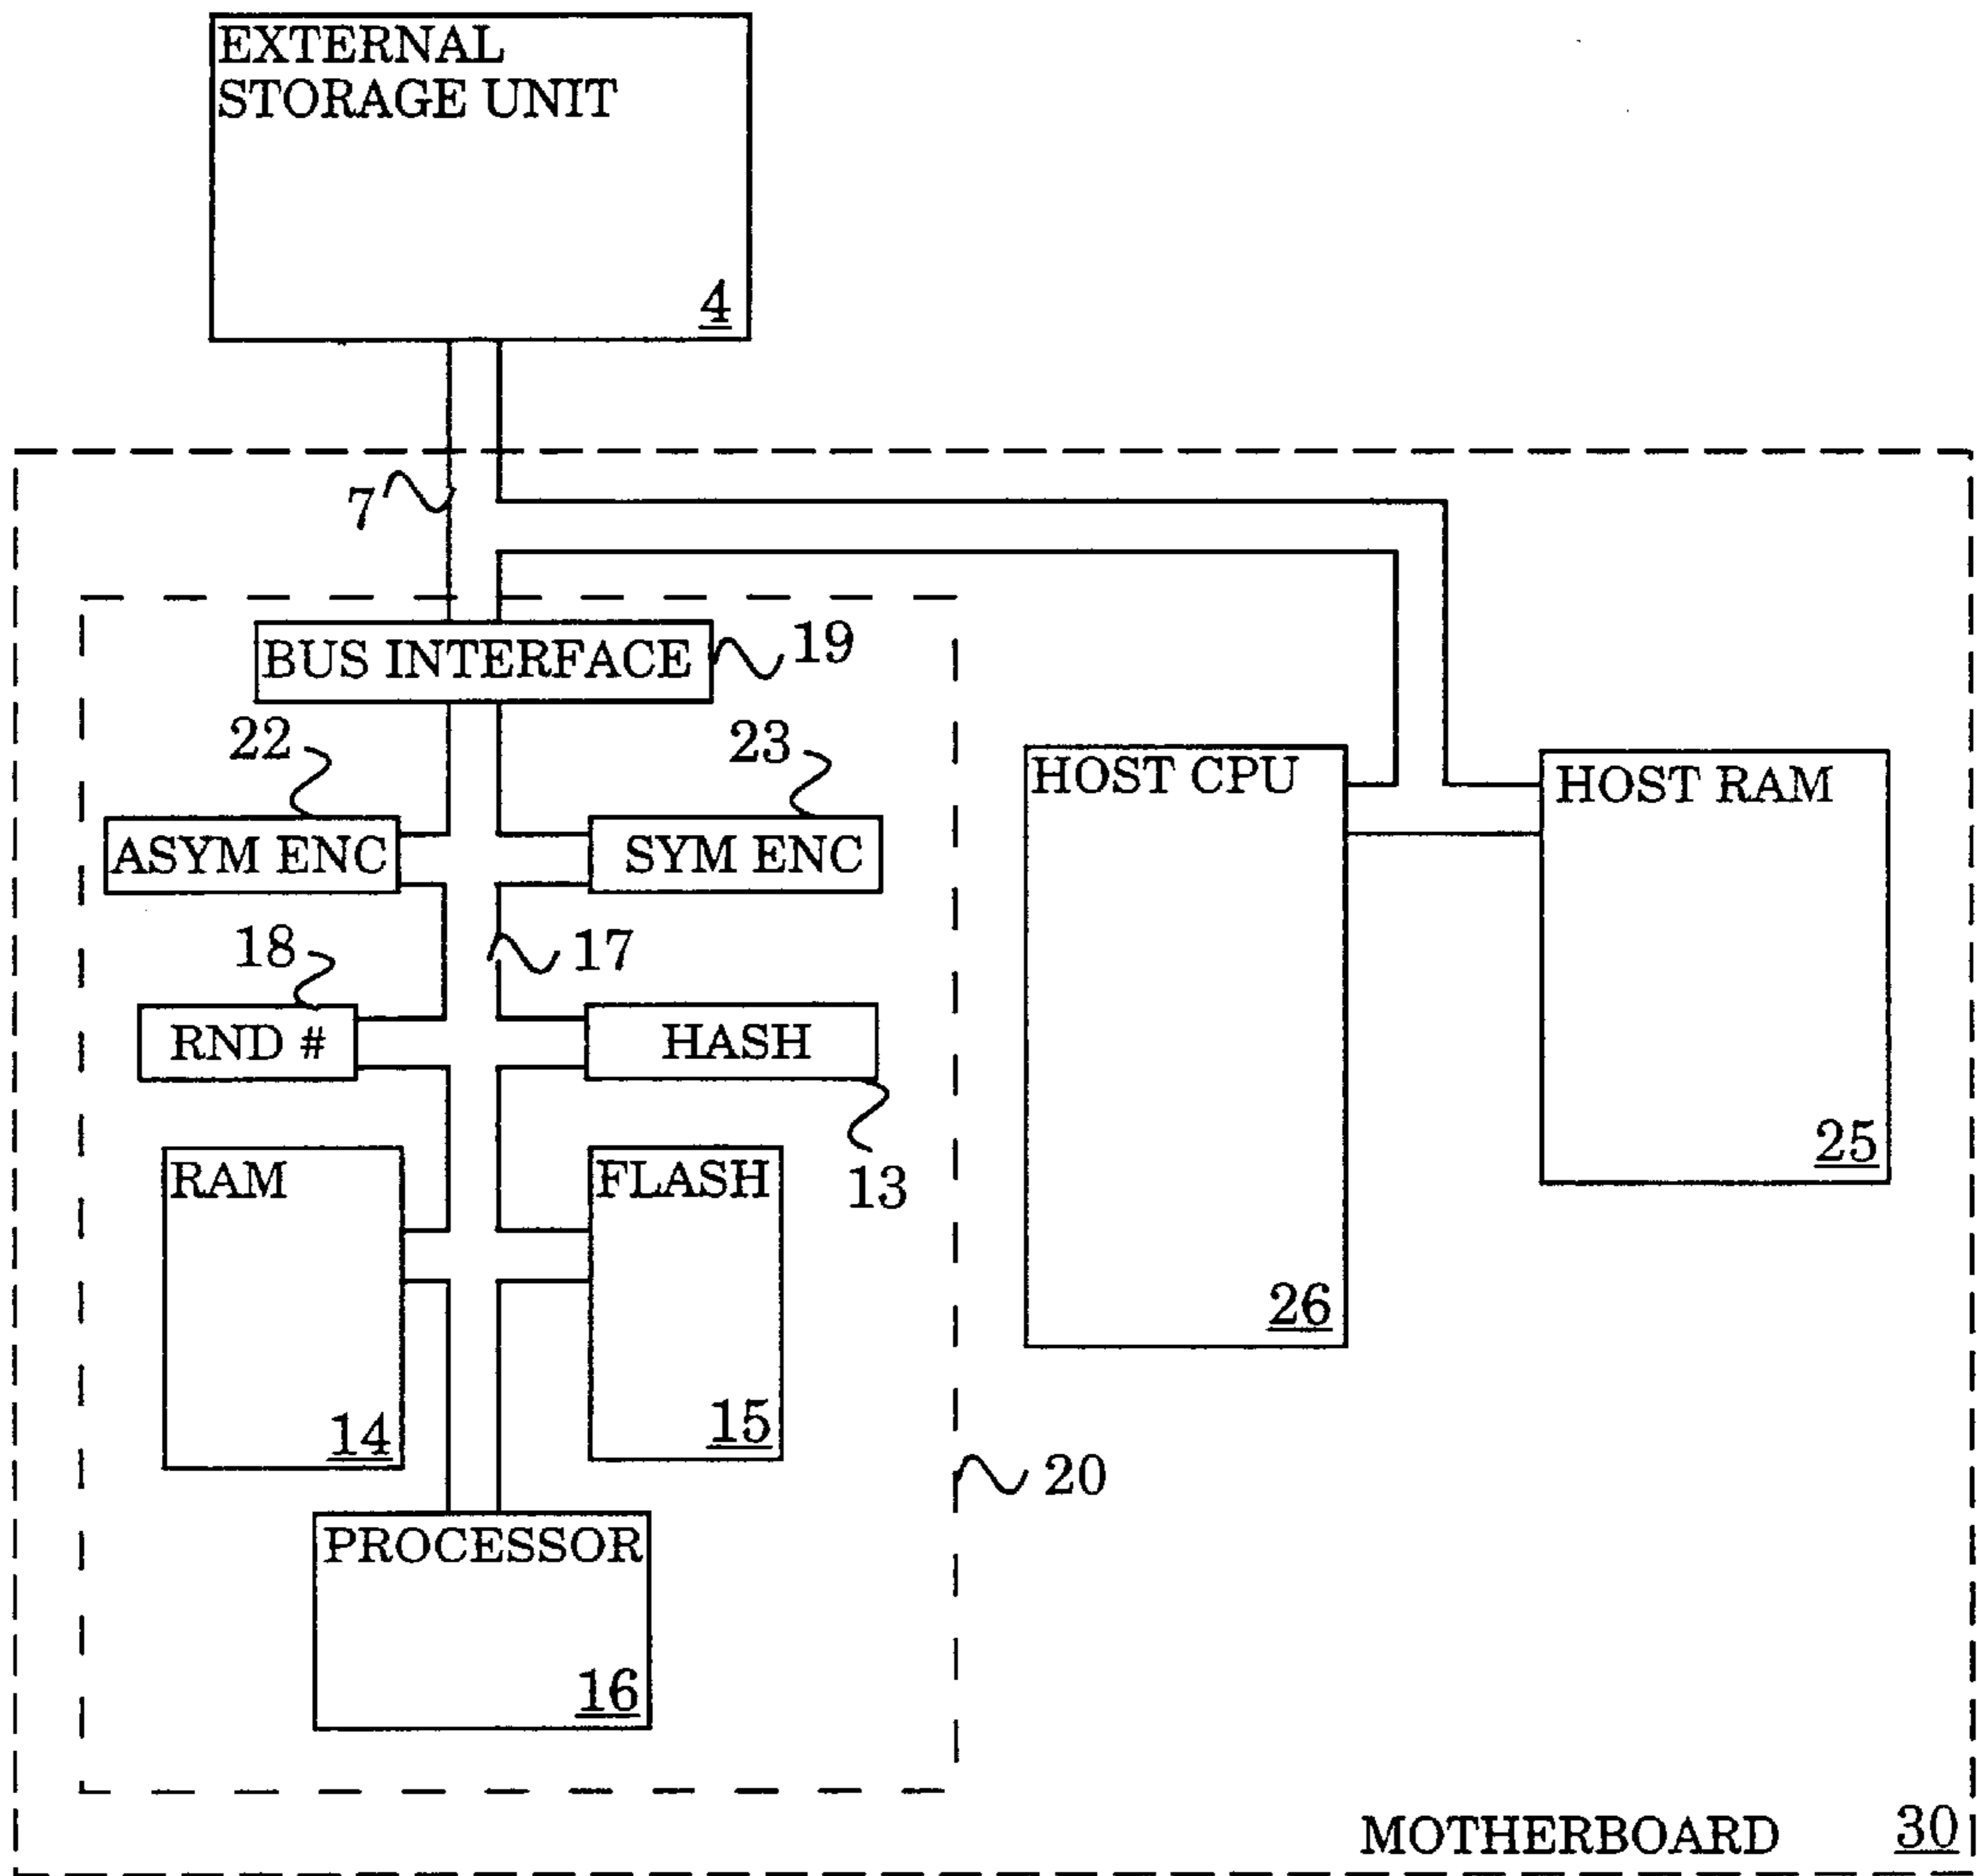 EXTERNAL
STORAGE UNIT
4
7
BUS INTERFACE
19
22
23
HOST CPU
HOST RAM
ASYM ENC
SYM ENC
18
17
RND #
HASH
25
RAM
FLASH
13
26
14
15
20
PROCESSOR
16
MOTHERBOARD 30